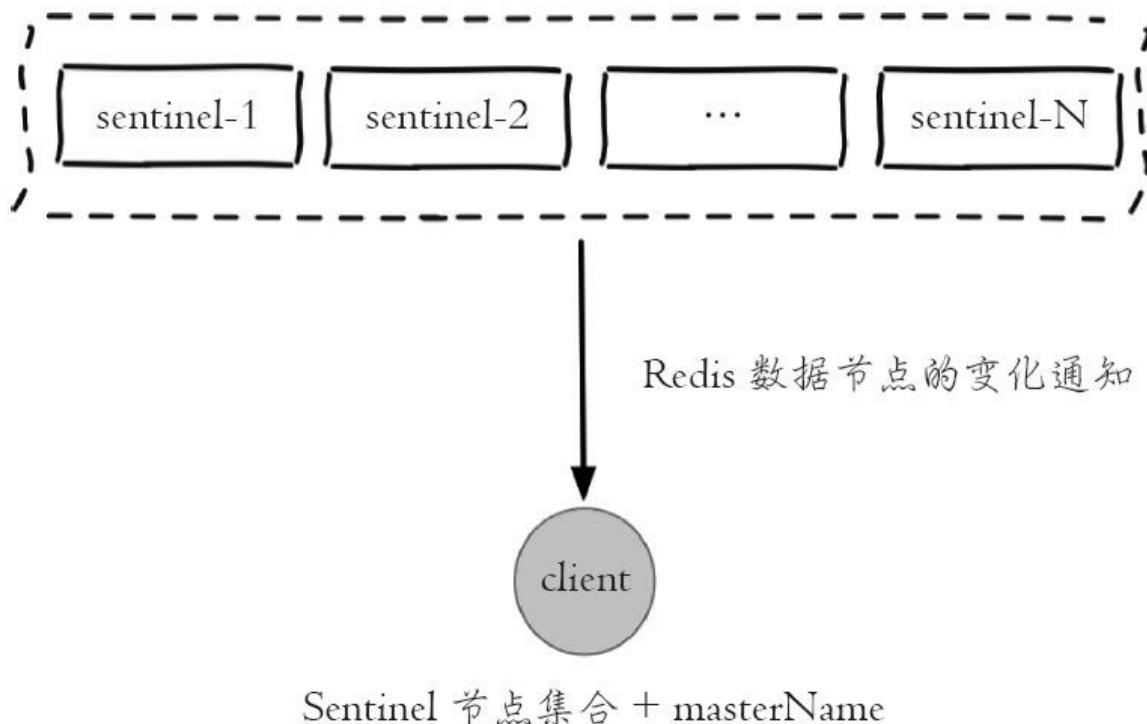 sentinel-1 sentinel-2 ... sentinel-N
Redis 数据节点的变化通知
client
Sentinel 节点集合 + masterName